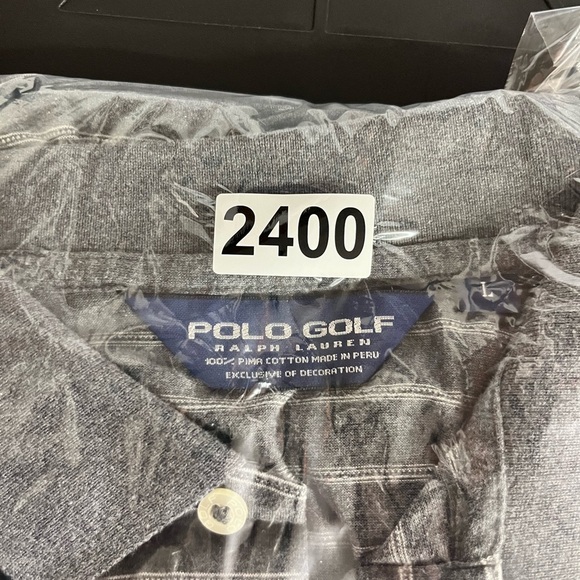 2400
L
POLO GOLF
RALPH LAUREN
100% PIMA COTTON MADE IN PERU
EXCLUSIVE OF DECORATION